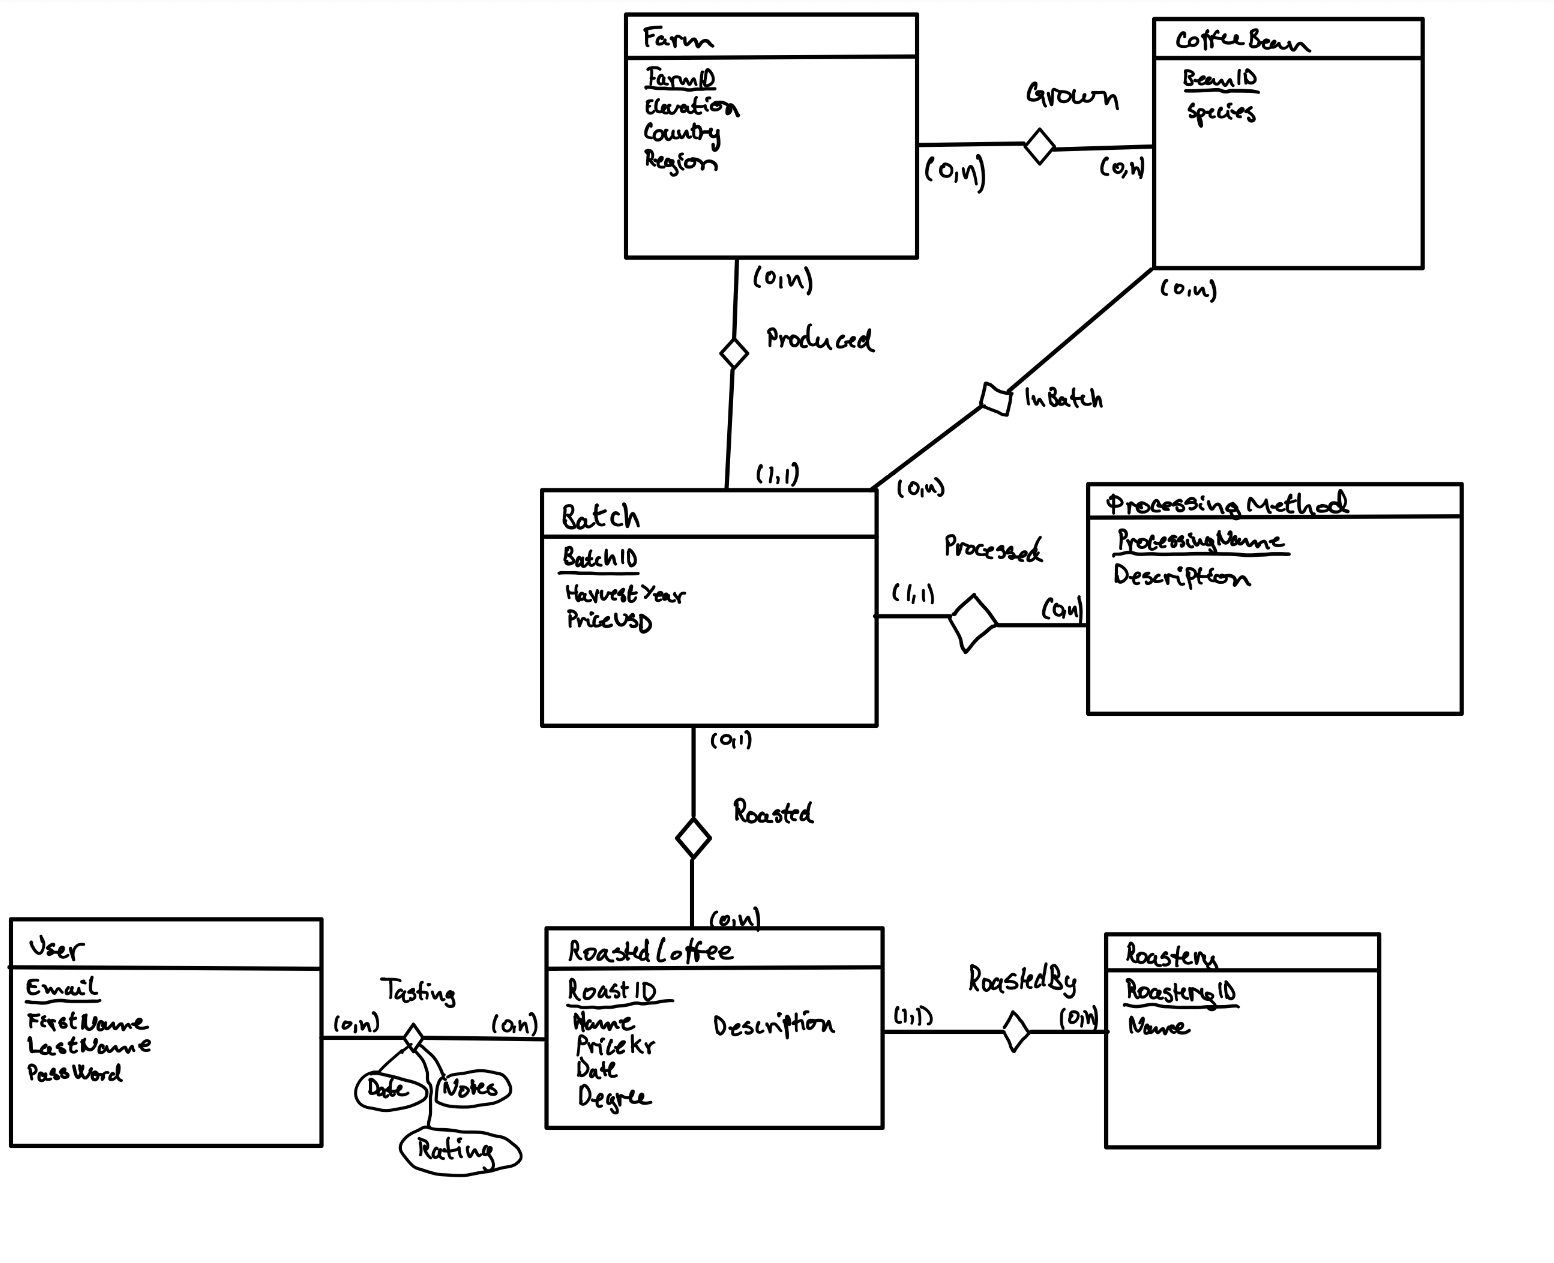 Farm
FarmID
Elevation
Country
Region
(0,n)
Grown
(0,n)
CoffeeBean
BeanID
Species
(0,n)
Produced
(1,1)
(0,n)
InBatch
(0,n)
Batch
BatchID
HarvestYear
PriceUSD
Processed
(1,1)
(0,n)
ProcessingMethod
ProcessingName
Description
(0,1)
Roasted
(0,n)
User
Email
FirstName
LastName
PassWord
Tasting
(0,n)
(0,n)
Date
Notes
Rating
RoastedCoffee
RoastID
Name
PriceKr
Date
Degree
Description
RoastedBy
(1,1)
(0,n)
Roastery
RoasteryID
Name